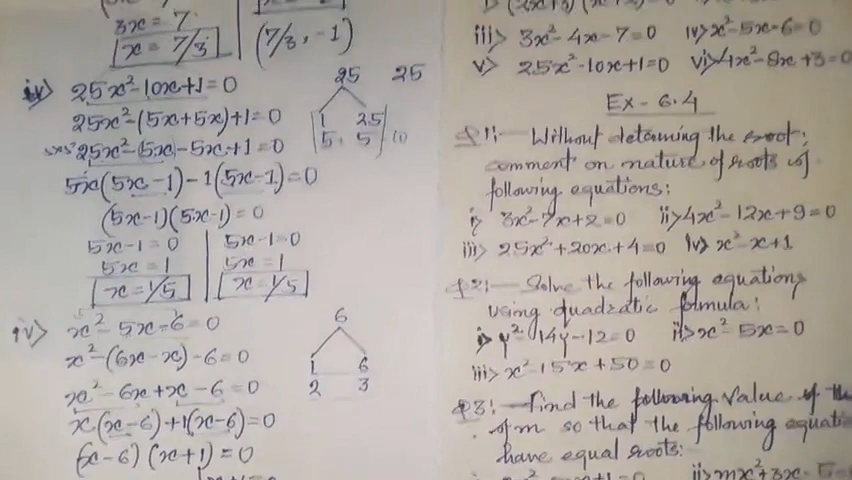 3x = 7
x = 7/3
(7/3, -1)
iv> 25x²-10x+1=0
25x²-(5x+5x)+1=0
25x²-(5x)-5x+1=0
5x(5x-1)-1(5x-1)=0
(5x-1)(5x-1)=0
5x-1=0 | 5x-1=0
5x=1 | 5x=1
x=1/5 | x=1/5
25 25
1 25
5, 5 10
iv> x²-5x-6=0
x²-(6x-x)-6=0
x²-6x+x-6=0
x(x-6)+1(x-6)=0
(x-6)(x+1)=0
6
1 6
2 3
iii> 3x²-4x-7=0 iv> x²-5x-6=0
v> 25x²-10x+1=0 vi> 4x²-8x+3=0
Ex-6.4
Q1:- Without determing the root,
comment on nature of roots of
following equations:
i> 3x²-7x+2=0 ii> 4x²-12x+9=0
iii> 25x²+20x+4=0 iv> x²-x+1
Q2:- Solve the following equations
using quadratic formula:
i> y²-14y-12=0 ii> x²-5x=0
iii> x²-15x+50=0
Q3:- Find the following value of the
of m so that the following equatio
have equal roots:
ii> mx²+3x-5=0